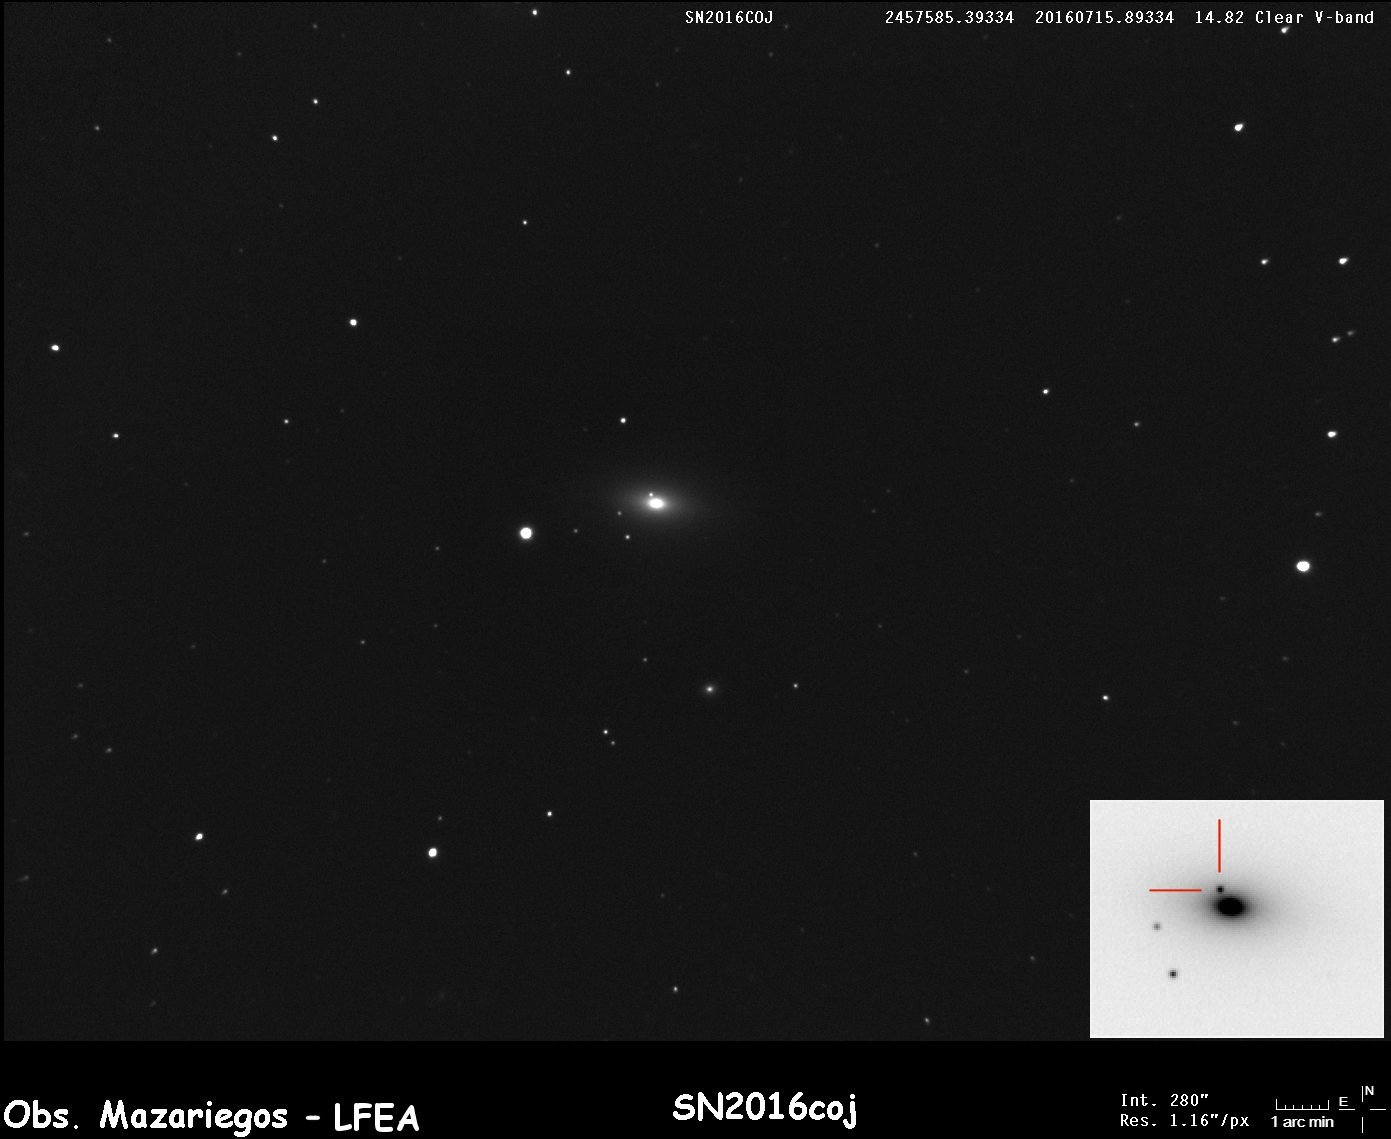 SN2016COJ 2457585.39334 20160715.89334 14.82 Clear V-band
Obs. Mazariegos - LFEA
SN2016coj
Int. 280"
Res. 1.16"/px
1 arc min
E
N